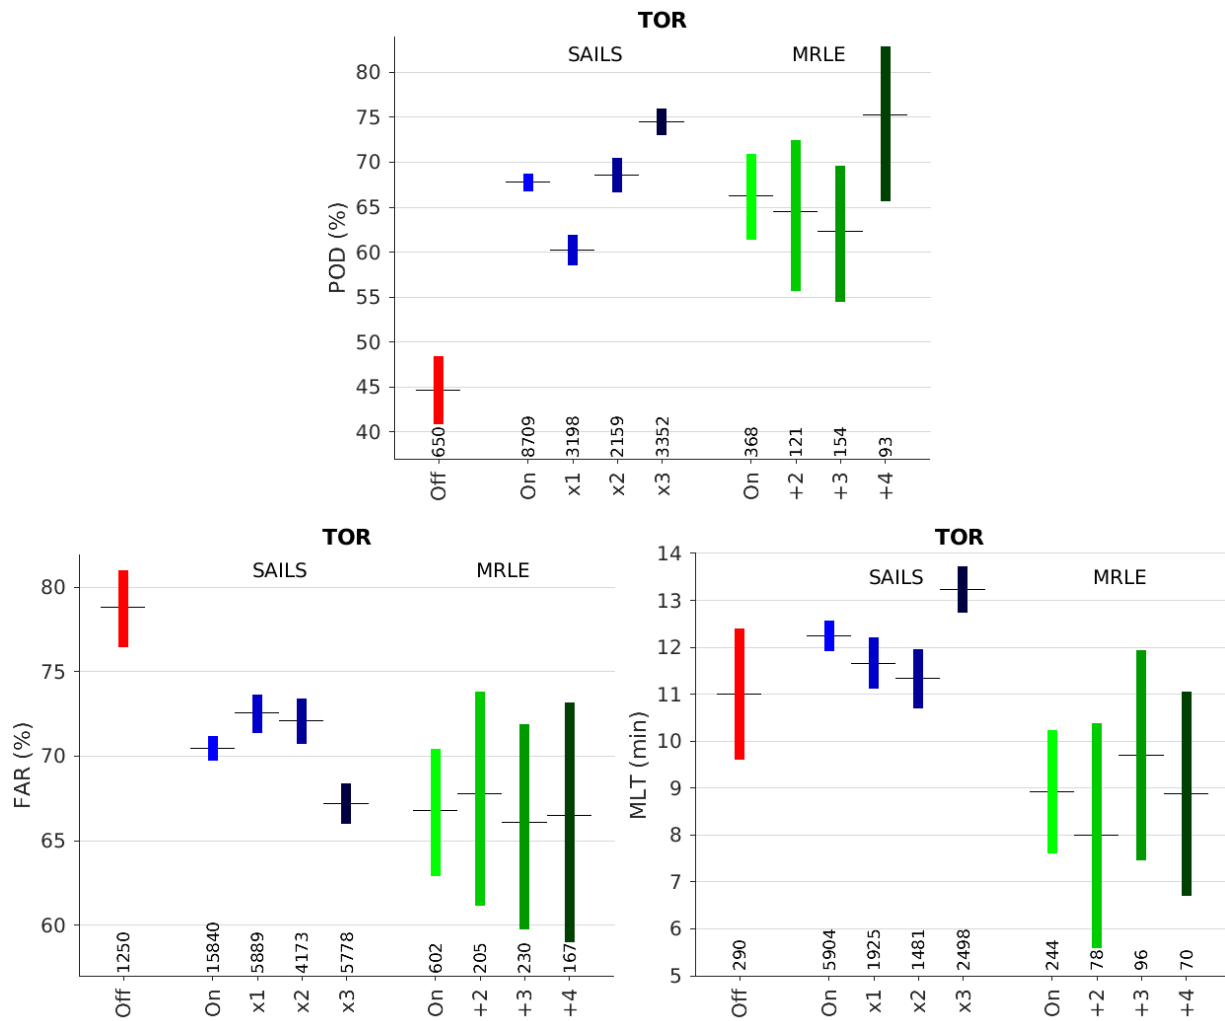 TOR
SAILS MRLE
POD (%)
80
75
70
65
60
55
50
45
40
650 8709 3198 2159 3352 368 121 154 93
Off On x1 x2 x3 On +2 +3 +4
TOR
SAILS MRLE
FAR (%)
80
75
70
65
60
1250 15840 5889 4173 5778 602 205 230 167
Off On x1 x2 x3 On +2 +3 +4
TOR
SAILS MRLE
MLT (min)
14
13
12
11
10
9
8
7
6
5
290 5904 1925 1481 2498 244 78 96 70
Off On x1 x2 x3 On +2 +3 +4